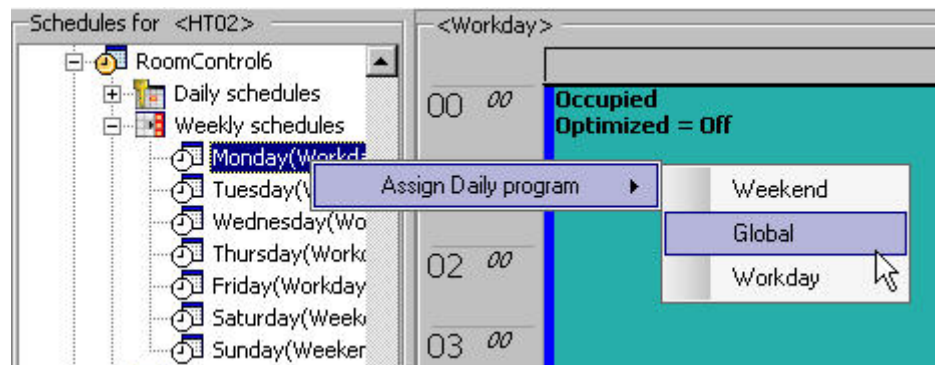 Schedules for <HT02>
RoomControl6
Daily schedules
Weekly schedules
Monday(Workda
Tuesday(
Wednesday(Wo
Thursday(Work
Friday(Workday
Saturday(Week
Sunday(Weeker
Assign Daily program
<Workday>
00 00
Occupied
Optimized = Off
02 00
03 00
Weekend
Global
Workday